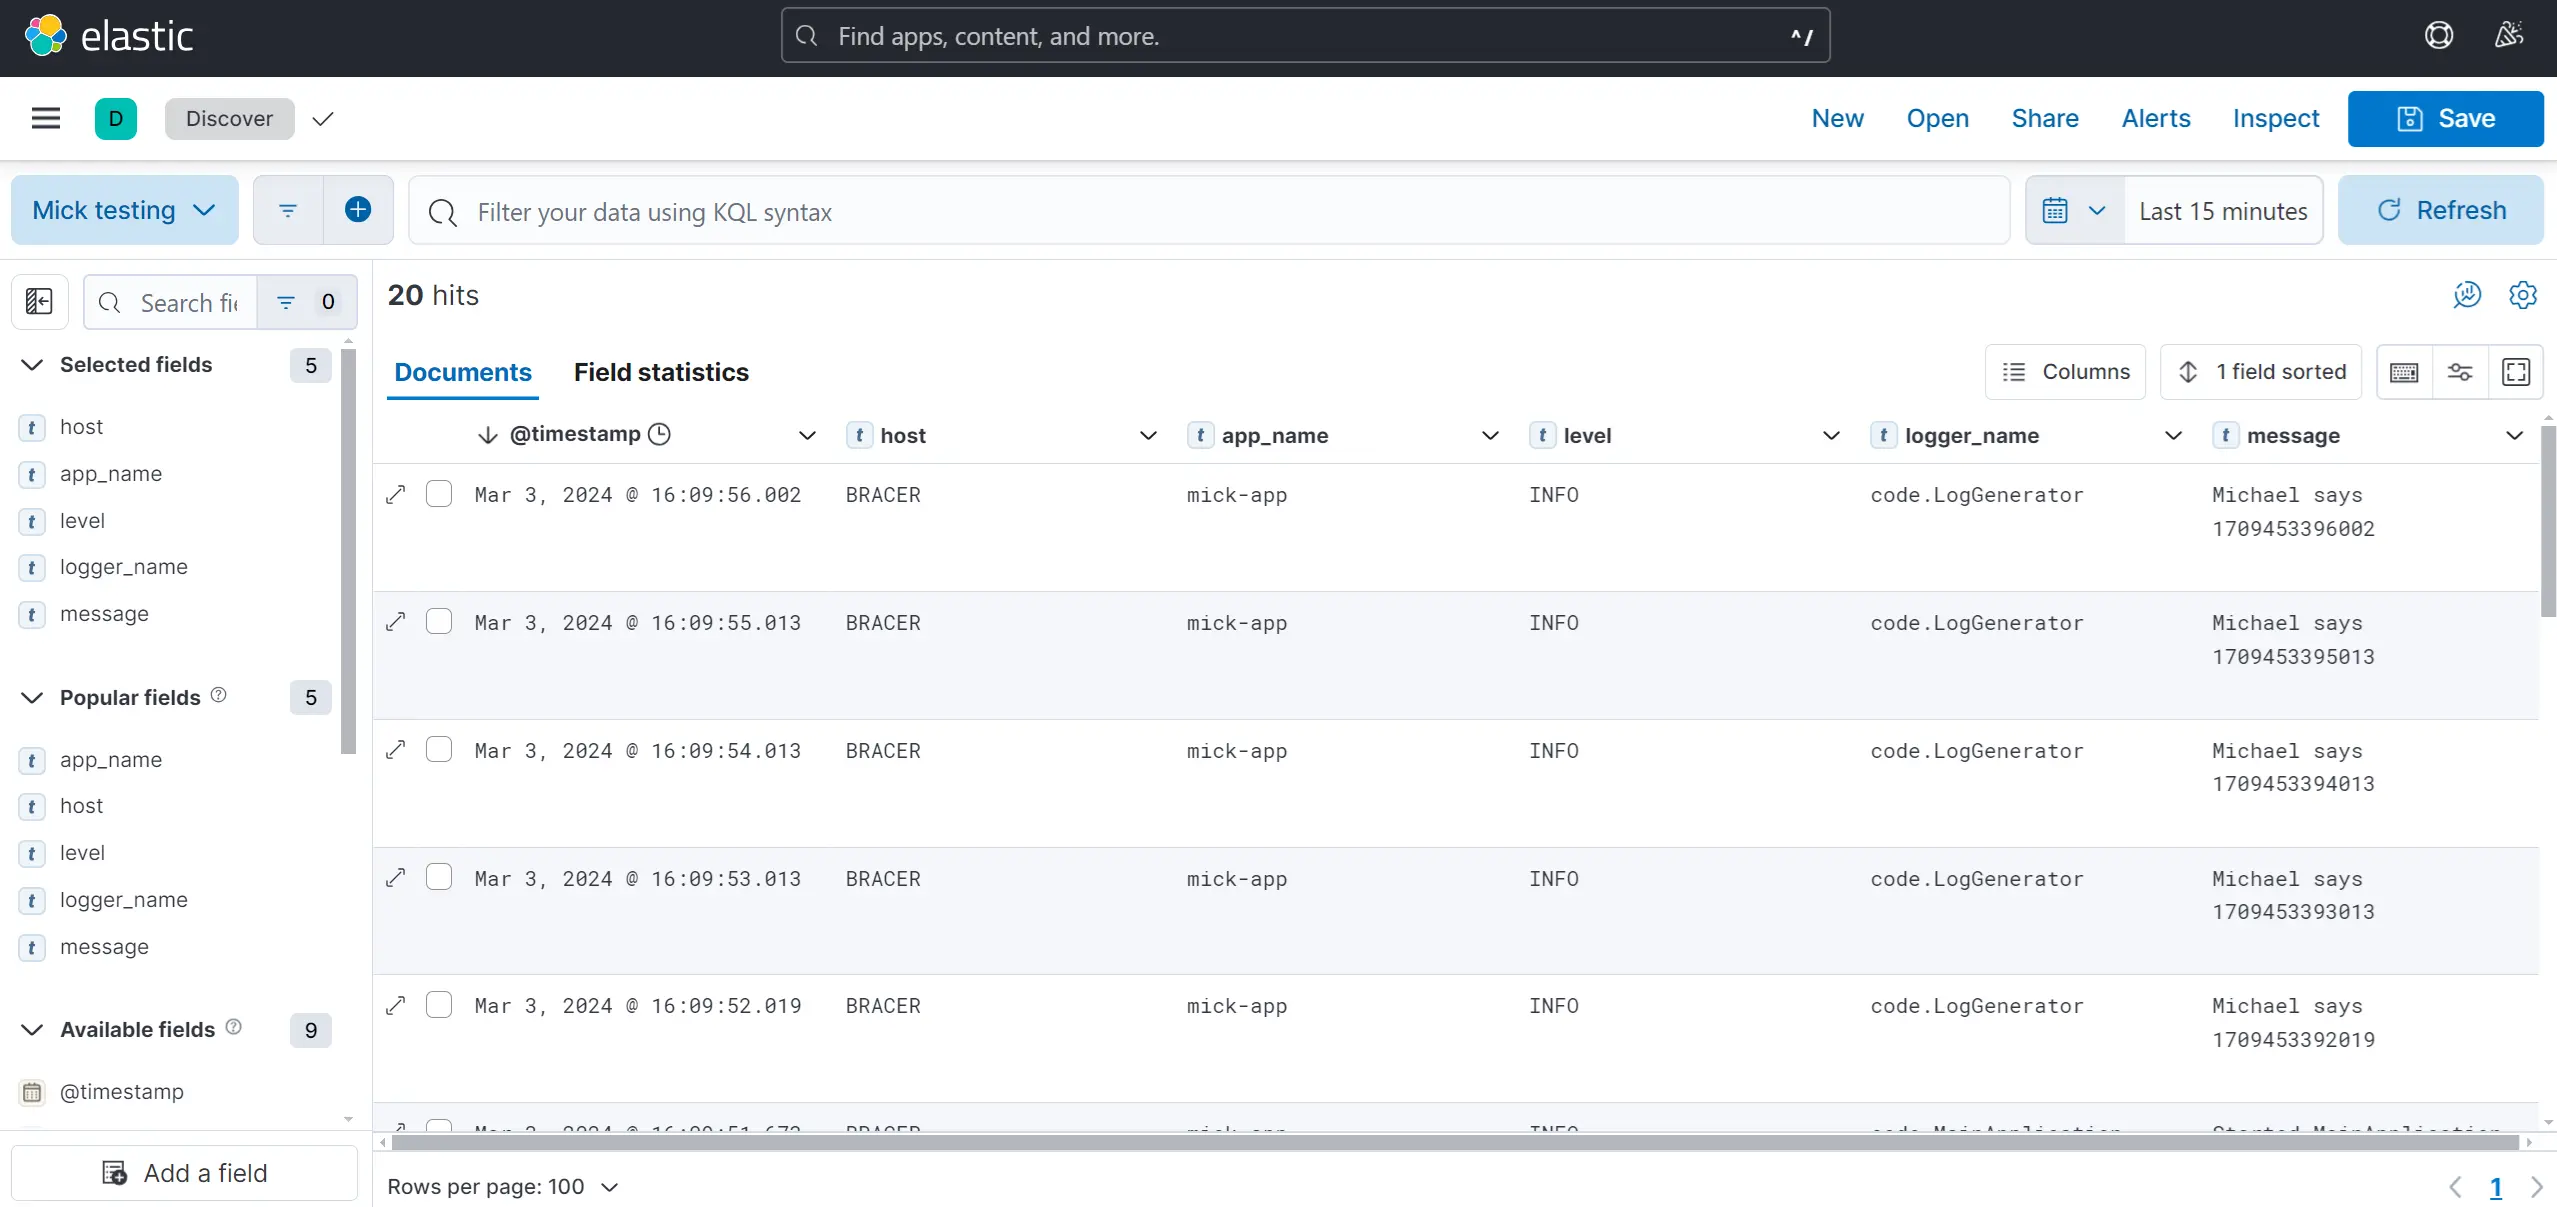 elastic
Find apps, content, and more.
^/
D
Discover
New
Open
Share
Alerts
Inspect
Save
Mick testing
Filter your data using KQL syntax
Last 15 minutes
Refresh
Search fi
0
20 hits
Selected fields
5
t host
t app_name
t level
t logger_name
t message
Popular fields
5
t app_name
t host
t level
t logger_name
t message
Available fields
9
@timestamp
Add a field
Documents
Field statistics
Columns
1 field sorted
@timestamp
t host
t app_name
t level
t logger_name
t message
Mar 3, 2024 @ 16:09:56.002 BRACER mick-app INFO code.LogGenerator Michael says
1709453396002
Mar 3, 2024 @ 16:09:55.013 BRACER mick-app INFO code.LogGenerator Michael says
1709453395013
Mar 3, 2024 @ 16:09:54.013 BRACER mick-app INFO code.LogGenerator Michael says
1709453394013
Mar 3, 2024 @ 16:09:53.013 BRACER mick-app INFO code.LogGenerator Michael says
1709453393013
Mar 3, 2024 @ 16:09:52.019 BRACER mick-app INFO code.LogGenerator Michael says
1709453392019
Rows per page: 100
1